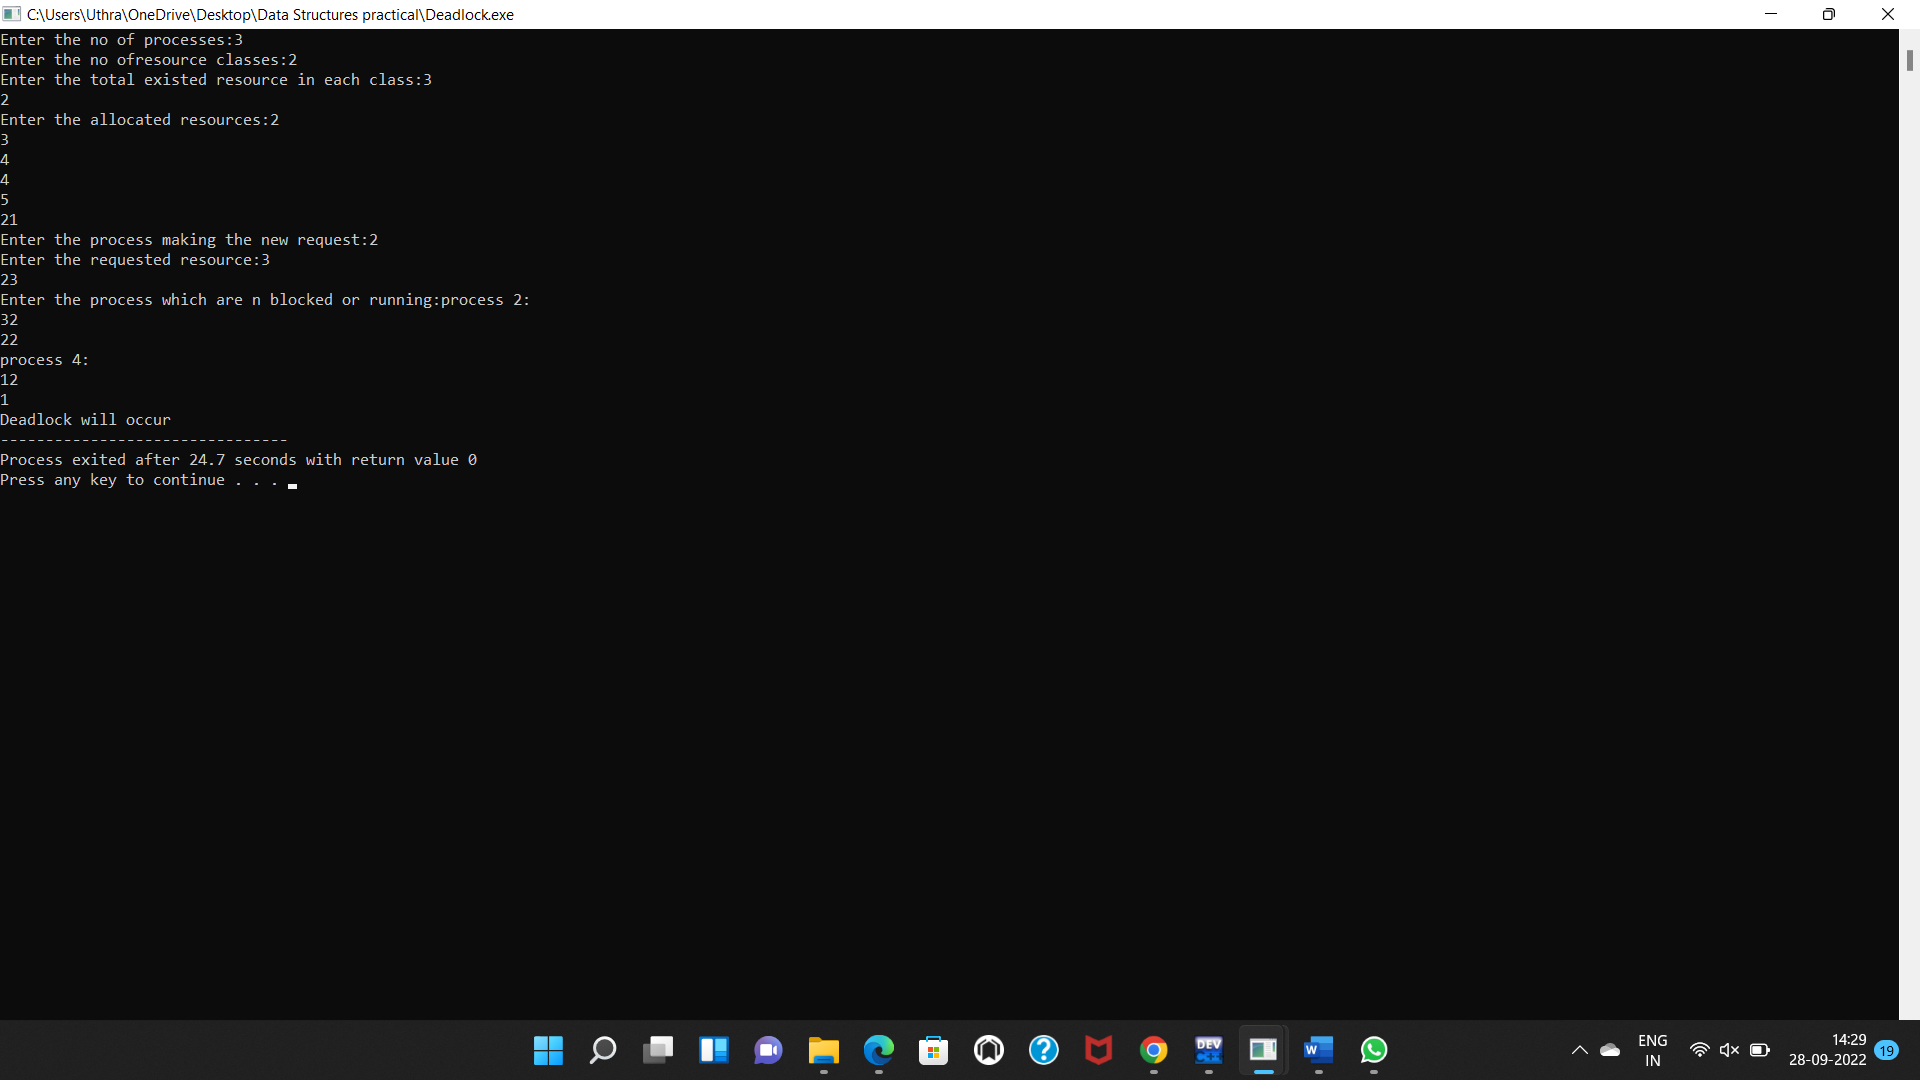 C:\Users\Uthra\OneDrive\Desktop\Data Structures practical\Deadlock.exe
Enter the no of processes:3
Enter the no ofresource classes:2
Enter the total existed resource in each class:3
2
Enter the allocated resources:2
3
4
4
5
21
Enter the process making the new request:2
Enter the requested resource:3
23
Enter the process which are n blocked or running:process 2:
32
22
process 4:
12
1
Deadlock will occur
--------------------------------
Process exited after 24.7 seconds with return value 0
Press any key to continue . . .
DEV
C++
W
ENG
IN
14:29
28-09-2022
19